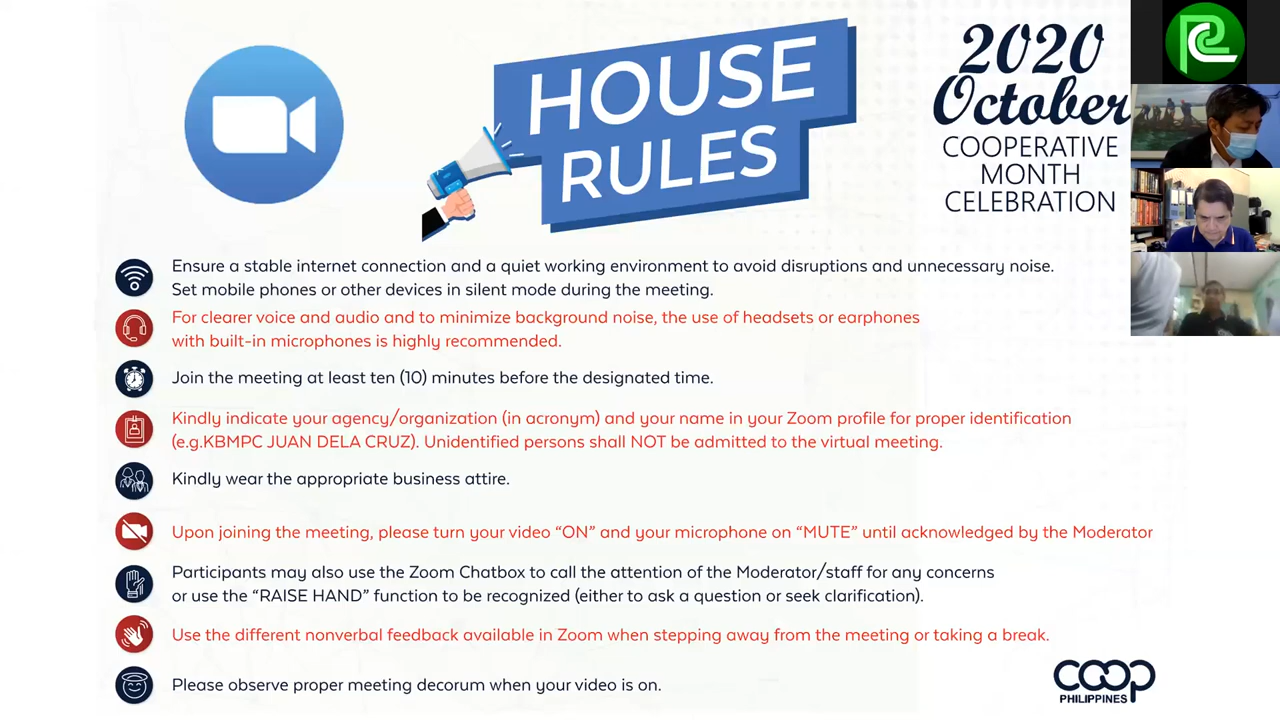 HOUSE
RULES
2020
October
COOPERATIVE
MONTH
CELEBRATION
Ensure a stable internet connection and a quiet working environment to avoid disruptions and unnecessary noise.
Set mobile phones or other devices in silent mode during the meeting.
For clearer voice and audio and to minimize background noise, the use of headsets or earphones
with built-in microphones is highly recommended.
Join the meeting at least ten (10) minutes before the designated time.
Kindly indicate your agency/organization (in acronym) and your name in your Zoom profile for proper identification
(e.g.KBMPC JUAN DELA CRUZ). Unidentified persons shall NOT be admitted to the virtual meeting.
Kindly wear the appropriate business attire.
Upon joining the meeting, please turn your video “ON” and your microphone on “MUTE” until acknowledged by the Moderator
Participants may also use the Zoom Chatbox to call the attention of the Moderator/staff for any concerns
or use the “RAISE HAND” function to be recognized (either to ask a question or seek clarification).
Use the different nonverbal feedback available in Zoom when stepping away from the meeting or taking a break.
Please observe proper meeting decorum when your video is on.
COOP
PHILIPPINES